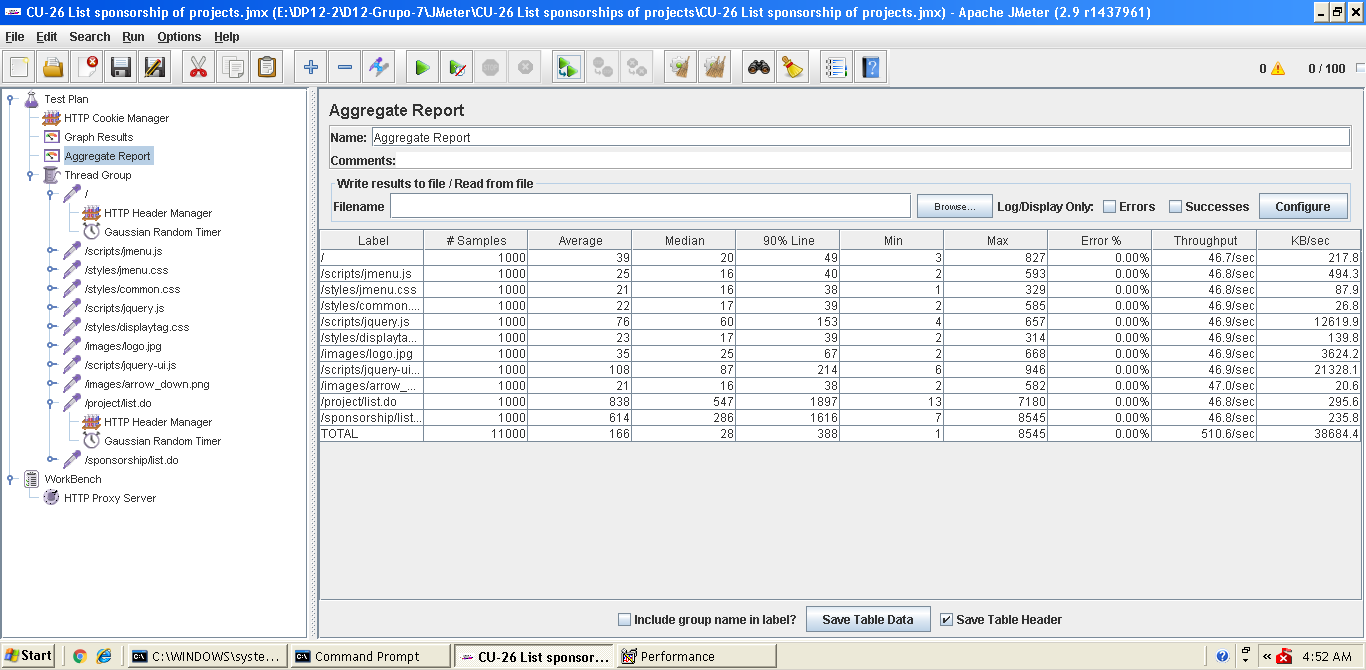 CU-26 List sponsorship of projects.jmx (E:\DP12-2\D12-Grupo-7\JMeter\CU-26 List sponsorships of projects\CU-26 List sponsorship of projects.jmx) - Apache JMeter (2.9 r1437961)
File Edit Search Run Options Help
0 0 / 100
Test Plan
HTTP Cookie Manager
Graph Results
Aggregate Report
Thread Group
/
HTTP Header Manager
Gaussian Random Timer
/scripts/jmenu.js
/styles/jmenu.css
/styles/common.css
/scripts/jquery.js
/styles/displaytag.css
/images/logo.jpg
/scripts/jquery-ui.js
/images/arrow_down.png
/project/list.do
HTTP Header Manager
Gaussian Random Timer
/sponsorship/list.do
WorkBench
HTTP Proxy Server
Aggregate Report
Name: Aggregate Report
Comments:
Write results to file / Read from file
Filename Browse... Log/Display Only: Errors Successes Configure
Label # Samples Average Median 90% Line Min Max Error % Throughput KB/sec
/ 1000 39 20 49 3 827 0.00% 46.7/sec 217.8
/scripts/jmenu.js 1000 25 16 40 2 593 0.00% 46.8/sec 494.3
/styles/jmenu.css 1000 21 16 38 1 329 0.00% 46.9/sec 87.9
/styles/common.... 1000 22 17 39 2 585 0.00% 46.9/sec 26.8
/scripts/jquery.js 1000 76 60 153 4 657 0.00% 46.9/sec 12619.9
/styles/displayta... 1000 23 17 39 2 314 0.00% 46.9/sec 139.8
/images/logo.jpg 1000 35 25 67 2 668 0.00% 46.9/sec 3624.2
/scripts/jquery-ui... 1000 108 87 214 6 946 0.00% 46.9/sec 21328.1
/images/arrow_... 1000 21 16 38 2 582 0.00% 47.0/sec 20.6
/project/list.do 1000 838 547 1897 13 7180 0.00% 46.8/sec 295.6
/sponsorship/list... 1000 614 286 1616 7 8545 0.00% 46.8/sec 235.8
TOTAL 11000 166 28 388 1 8545 0.00% 510.6/sec 38684.4
Include group name in label? Save Table Data Save Table Header
Start C:\WINDOWS\syste... Command Prompt CU-26 List sponsor... Performance 4:52 AM